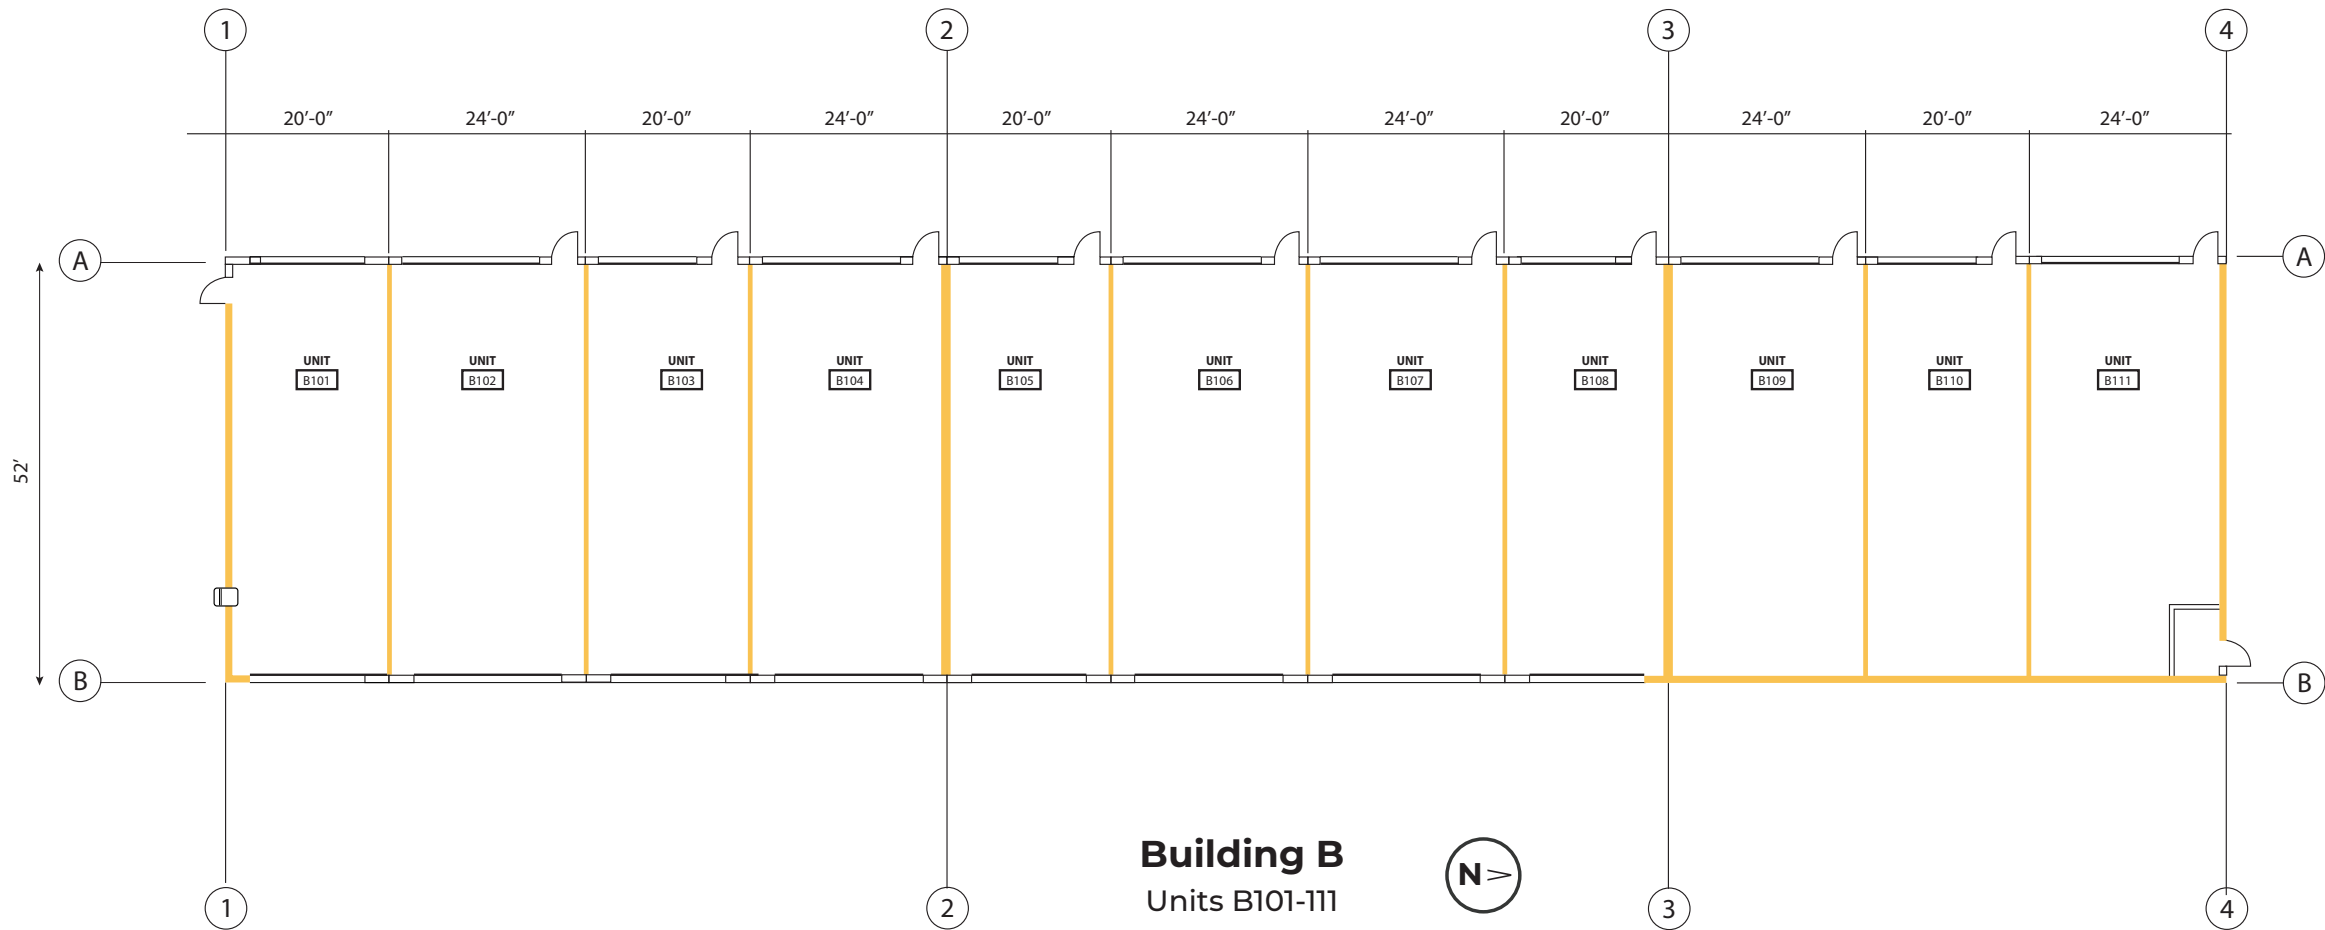 1 2 3 4
20’-0” 24’-0” 20’-0” 24’-0” 20’-0” 24’-0” 24’-0” 20’-0” 24’-0” 20’-0” 24’-0”
A A
UNIT UNIT UNIT UNIT UNIT UNIT UNIT UNIT UNIT UNIT UNIT
B101 B102 B103 B104 B105 B106 B107 B108 B109 B110 B111
52’
B B
Building B
N
Units B101-111
1 2 3 4